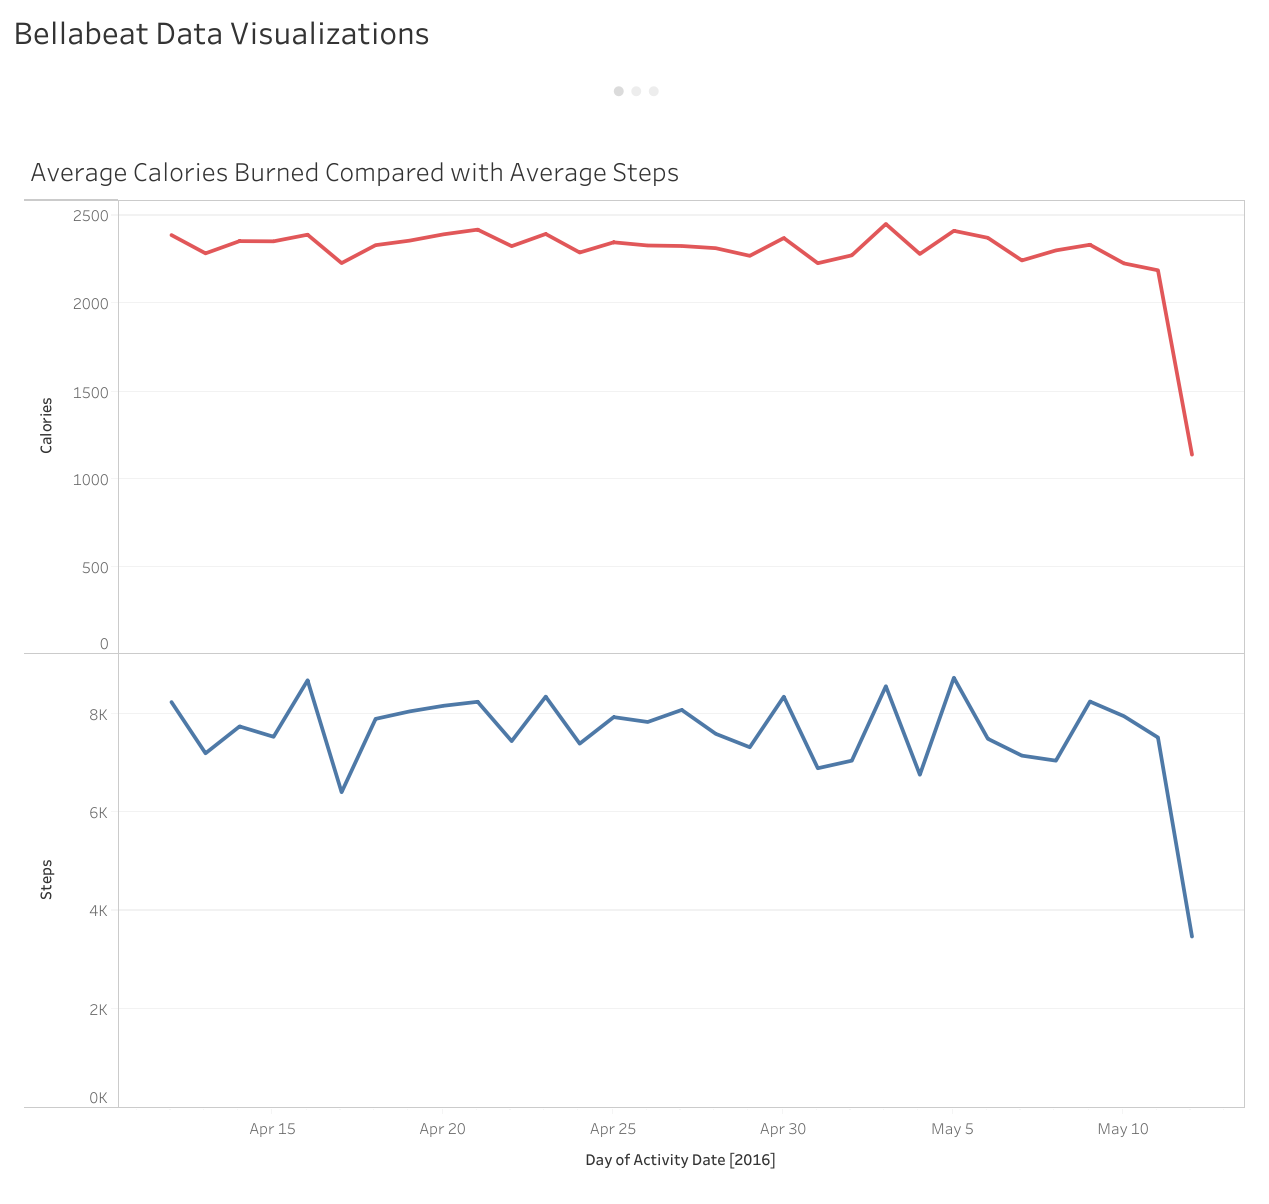 Bellabeat Data Visualizations
Average Calories Burned Compared with Average Steps
2500
2000
1500
1000
500
0
Calories
8K
6K
4K
2K
0K
Steps
Apr 15 Apr 20 Apr 25 Apr 30 May 5 May 10
Day of Activity Date [2016]